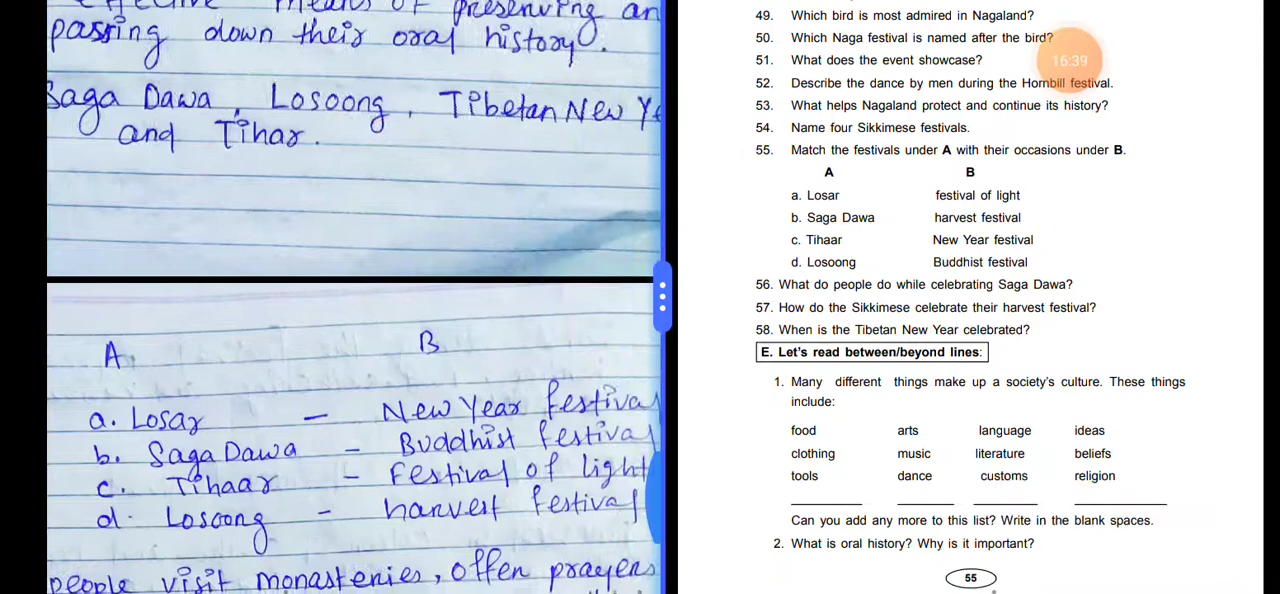 effective means of preserving an
passing down their oral history.
Saga Dawa, Losoong, Tibetan New Ye
and Tihar.
A
B
a. Losar – New Year festival
b. Saga Dawa – Buddhist festival
c. Tihaar – Festival of light
d. Losoong – harvest festival
people visit monasteries, offer prayers
49. Which bird is most admired in Nagaland?
50. Which Naga festival is named after the bird?
16:39
51. What does the event showcase?
52. Describe the dance by men during the Hornbill festival.
53. What helps Nagaland protect and continue its history?
54. Name four Sikkimese festivals.
55. Match the festivals under A with their occasions under B.
A B
a. Losar festival of light
b. Saga Dawa harvest festival
c. Tihaar New Year festival
d. Losoong Buddhist festival
56. What do people do while celebrating Saga Dawa?
57. How do the Sikkimese celebrate their harvest festival?
58. When is the Tibetan New Year celebrated?
E. Let's read between/beyond lines:
1. Many different things make up a society's culture. These things
include:
food arts language ideas
clothing music literature beliefs
tools dance customs religion
Can you add any more to this list? Write in the blank spaces.
2. What is oral history? Why is it important?
55